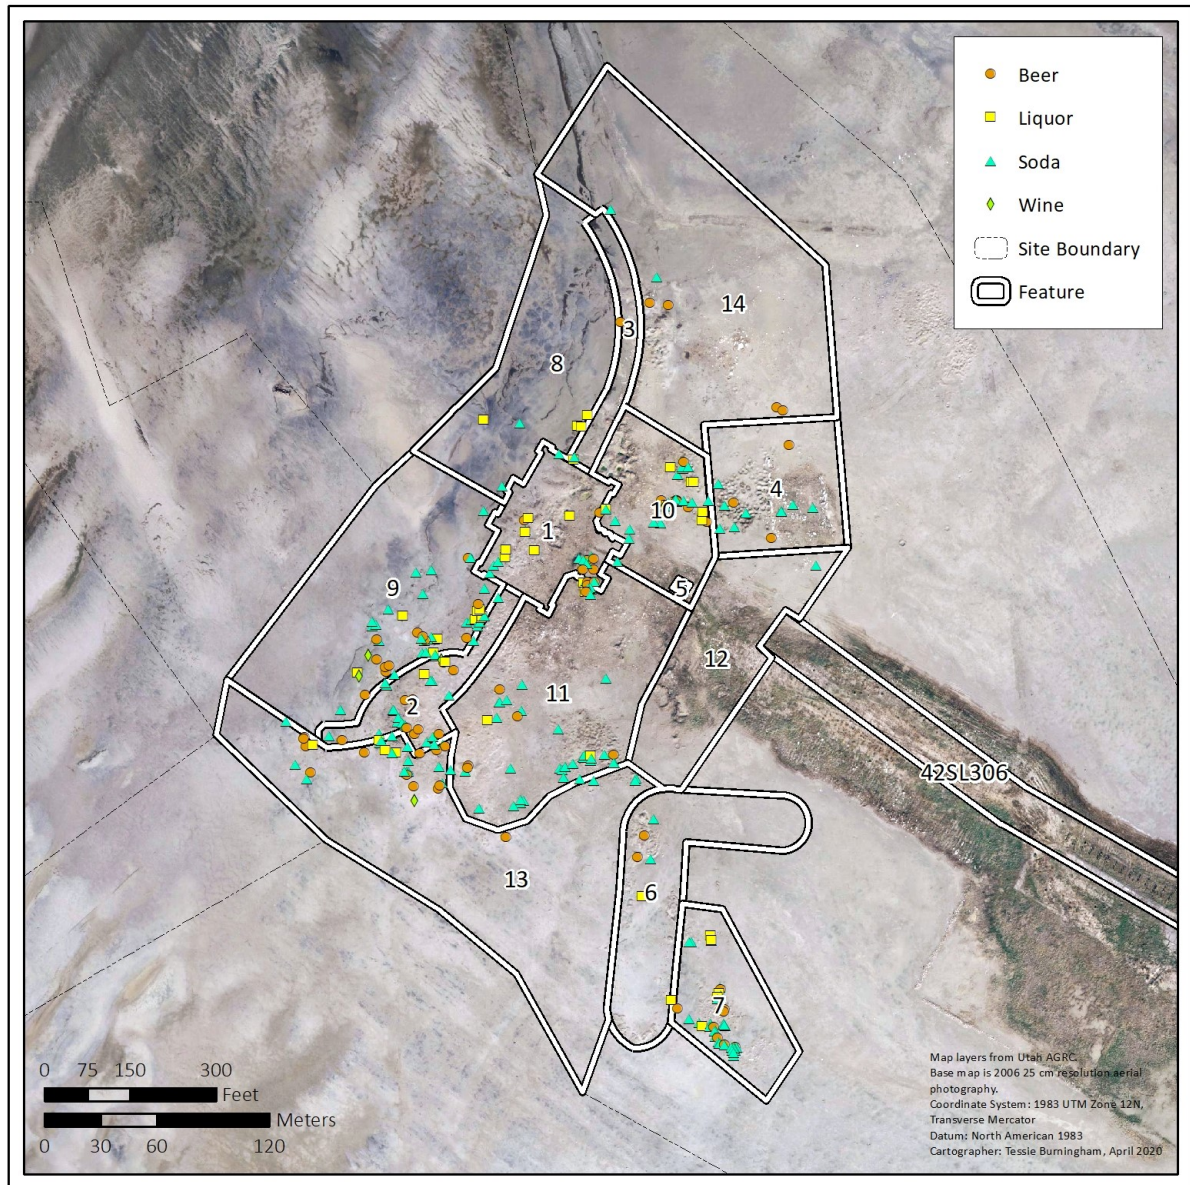 Beer
Liquor
Soda
Wine
Site Boundary
Feature
14
3
8
4
10
1
5
9
12
11
2
42SL306
13
6
7
0 75 150 300
Feet
Meters
0 30 60 120
Map layers from Utah AGRC.
Base map is 2006 25 cm resolution aerial
photography.
Coordinate System: 1983 UTM Zone 12N,
Transverse Mercator
Datum: North American 1983
Cartographer: Tessie Burningham, April 2020